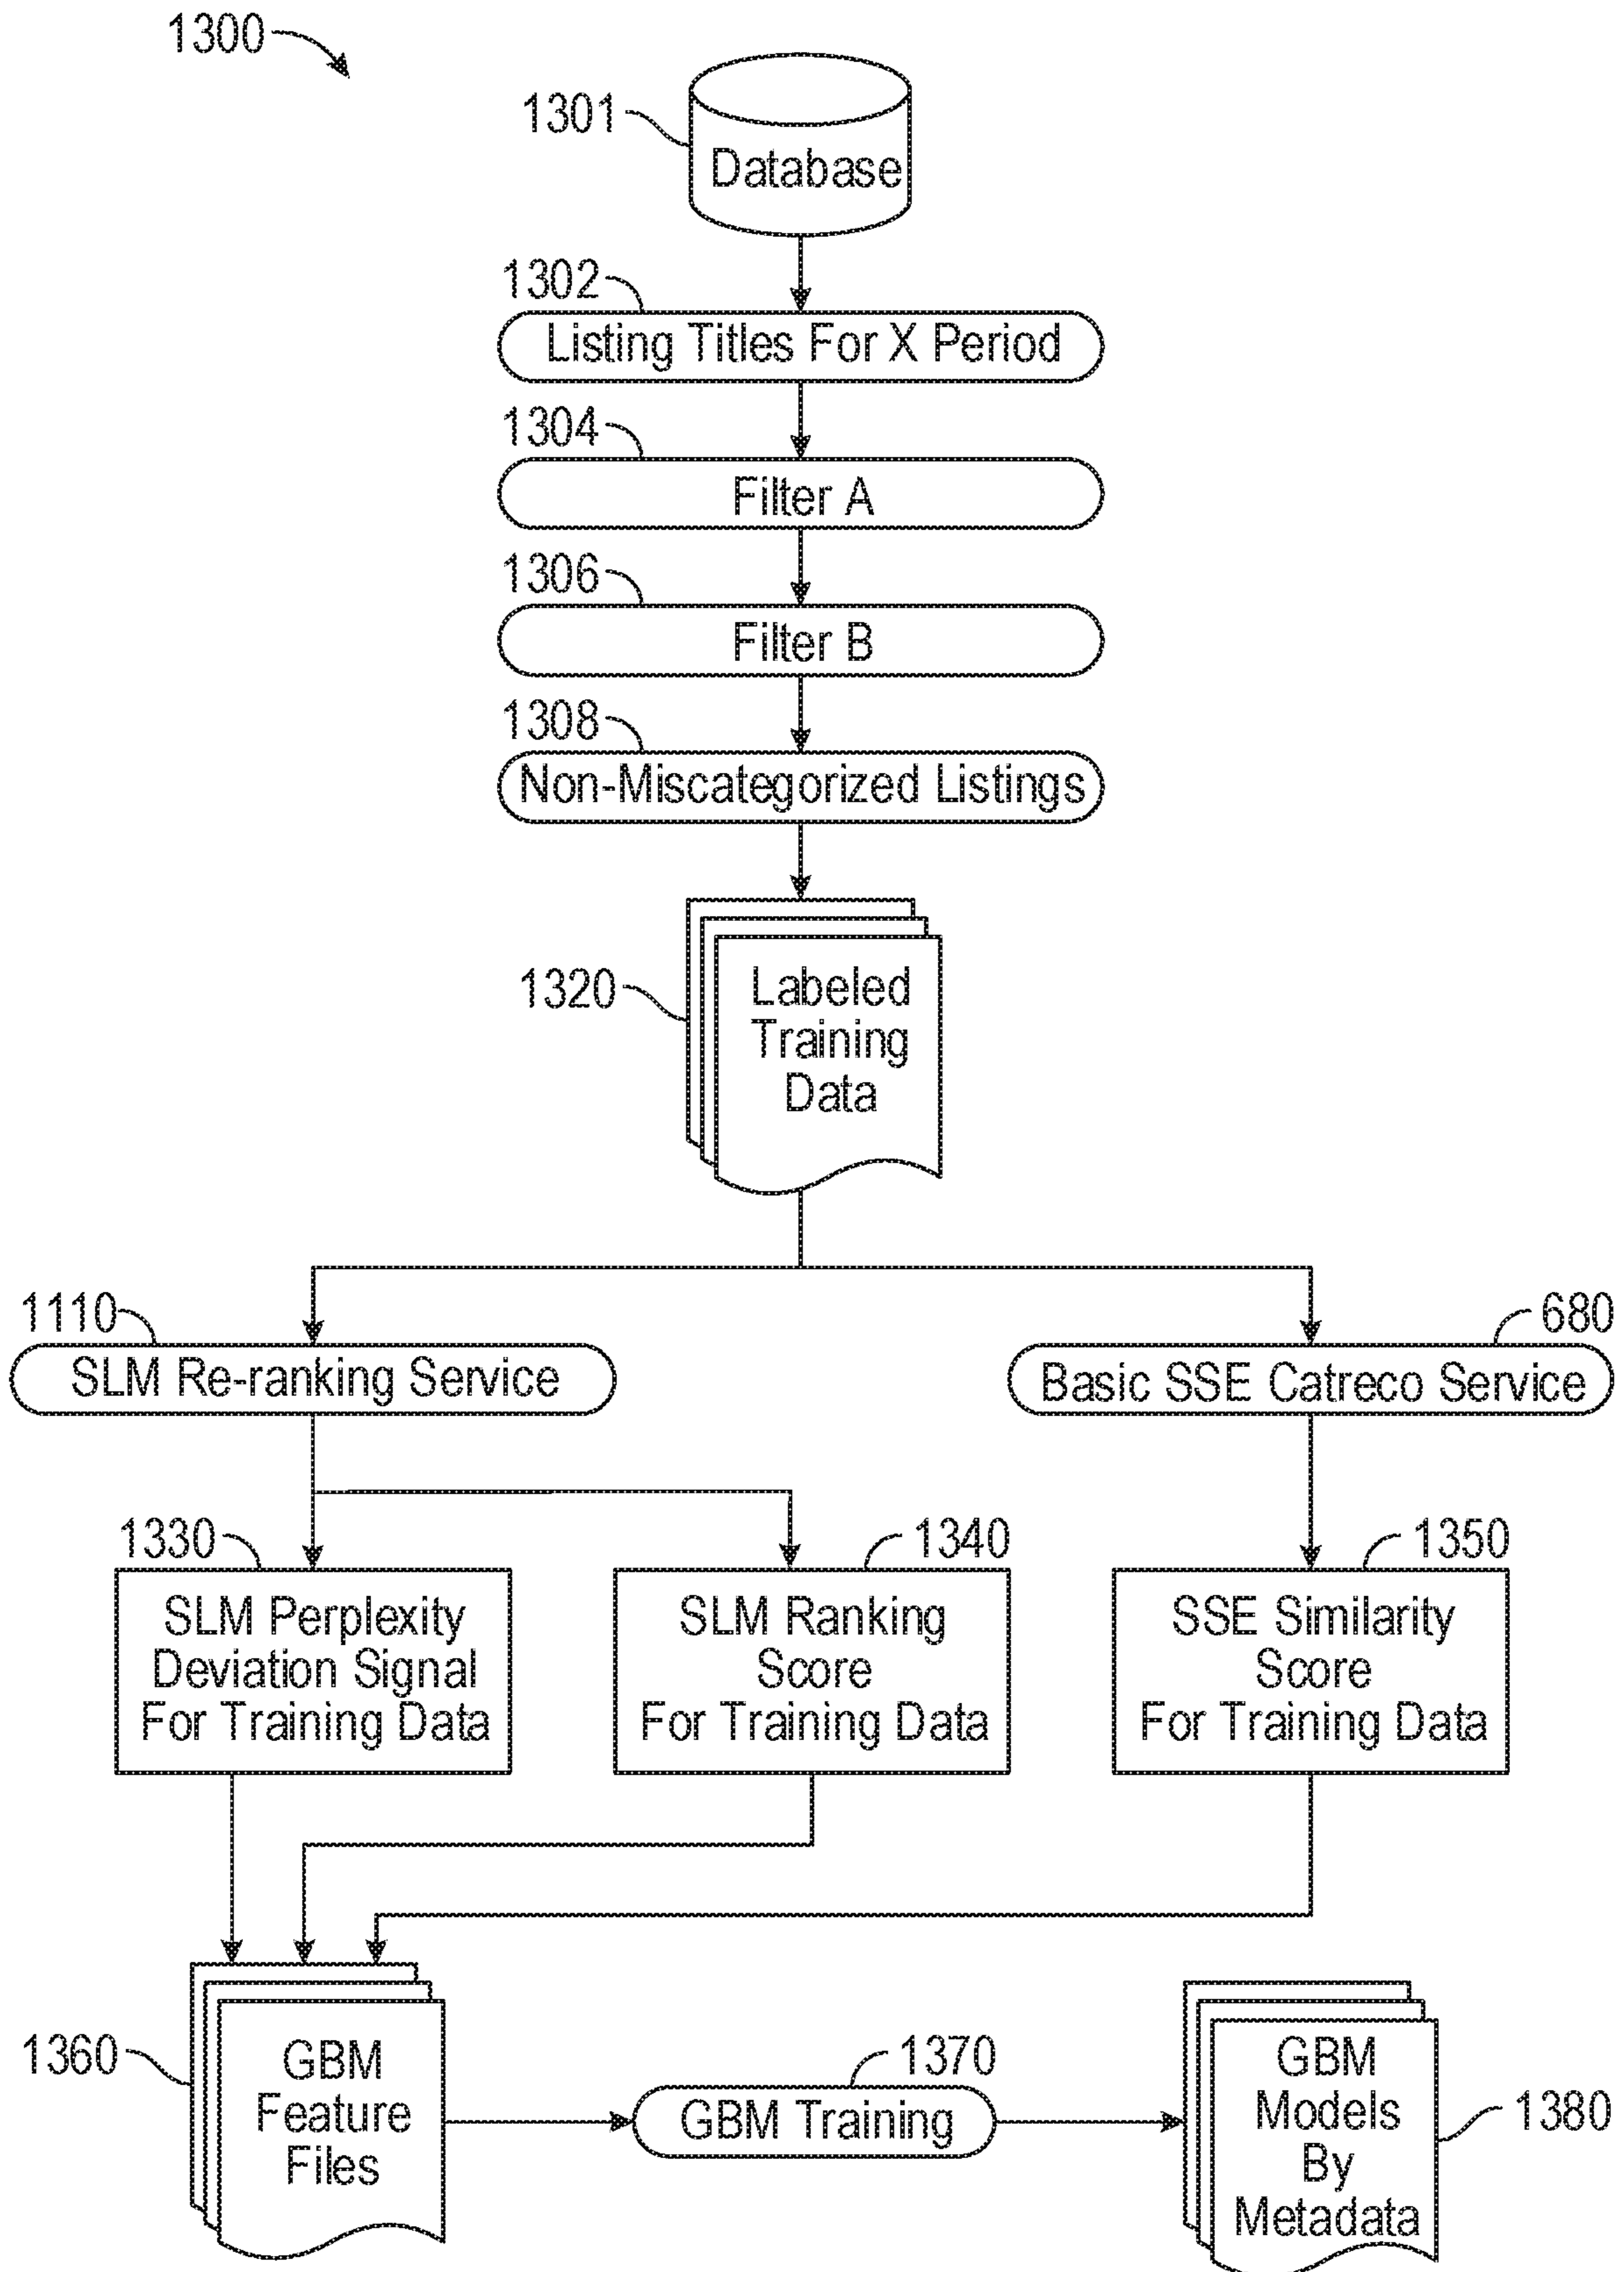 1300
1301
Database
1302
Listing Titles For X Period
1304
Filter A
1306
Filter B
1308
Non-Miscategorized Listings
1320
Labeled
Training
Data
1110
SLM Re-ranking Service
680
Basic SSE Catreco Service
1330
SLM Perplexity
Deviation Signal
For Training Data
1340
SLM Ranking
Score
For Training Data
1350
SSE Similarity
Score
For Training Data
1360
GBM
Feature
Files
1370
GBM Training
GBM
Models
By
Metadata
1380